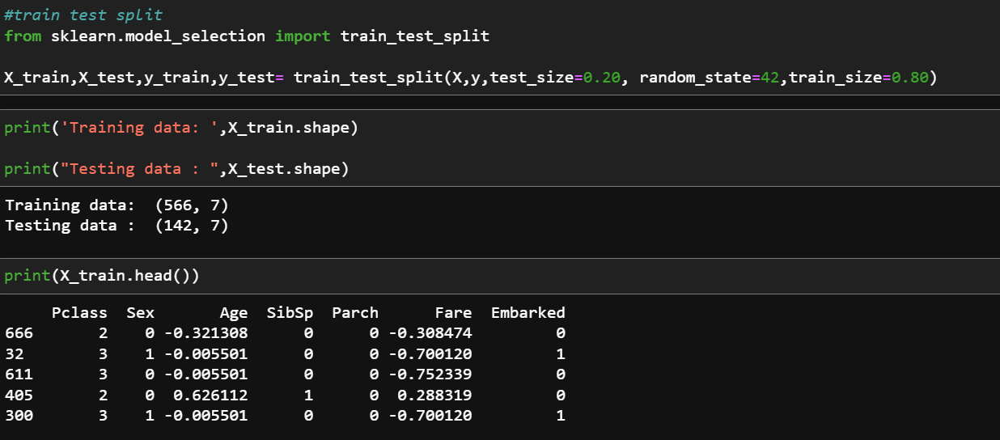 #train test split
from sklearn.model_selection import train_test_split
X_train,X_test,y_train,y_test= train_test_split(X,y,test_size=0.20, random_state=42,train_size=0.80)
print('Training data: ',X_train.shape)
print("Testing data : ",X_test.shape)
Training data:  (566, 7)
Testing data :  (142, 7)
print(X_train.head())
     Pclass  Sex       Age  SibSp  Parch      Fare  Embarked
666       2    0 -0.321308      0      0 -0.308474         0
32        3    1 -0.005501      0      0 -0.700120         1
611       3    0 -0.005501      0      0 -0.752339         0
405       2    0  0.626112      1      0  0.288319         0
300       3    1 -0.005501      0      0 -0.700120         1